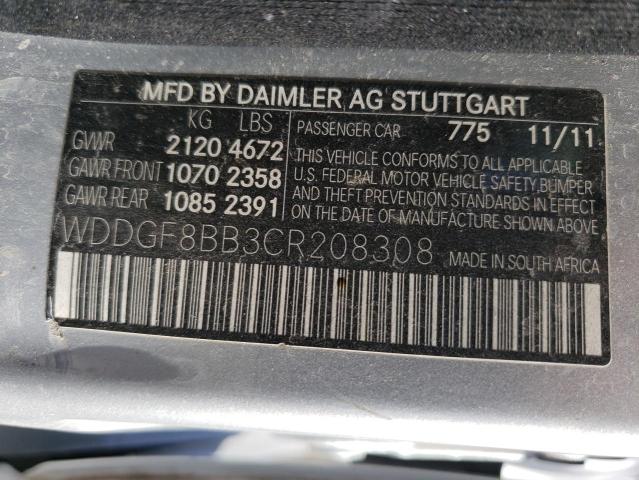 MFD BY DAIMLER AG STUTTGART
KG LBS
GVWR 2120 4672
GAWR FRONT 1070 2358
GAWR REAR 1085 2391
PASSENGER CAR 775 11/11
THIS VEHICLE CONFORMS TO ALL APPLICABLE
U.S. FEDERAL MOTOR VEHICLE SAFETY, BUMPER
AND THEFT PREVENTION STANDARDS IN EFFECT
ON THE DATE OF MANUFACTURE SHOWN ABOVE.
WDDGF8BB3CR208308 MADE IN SOUTH AFRICA